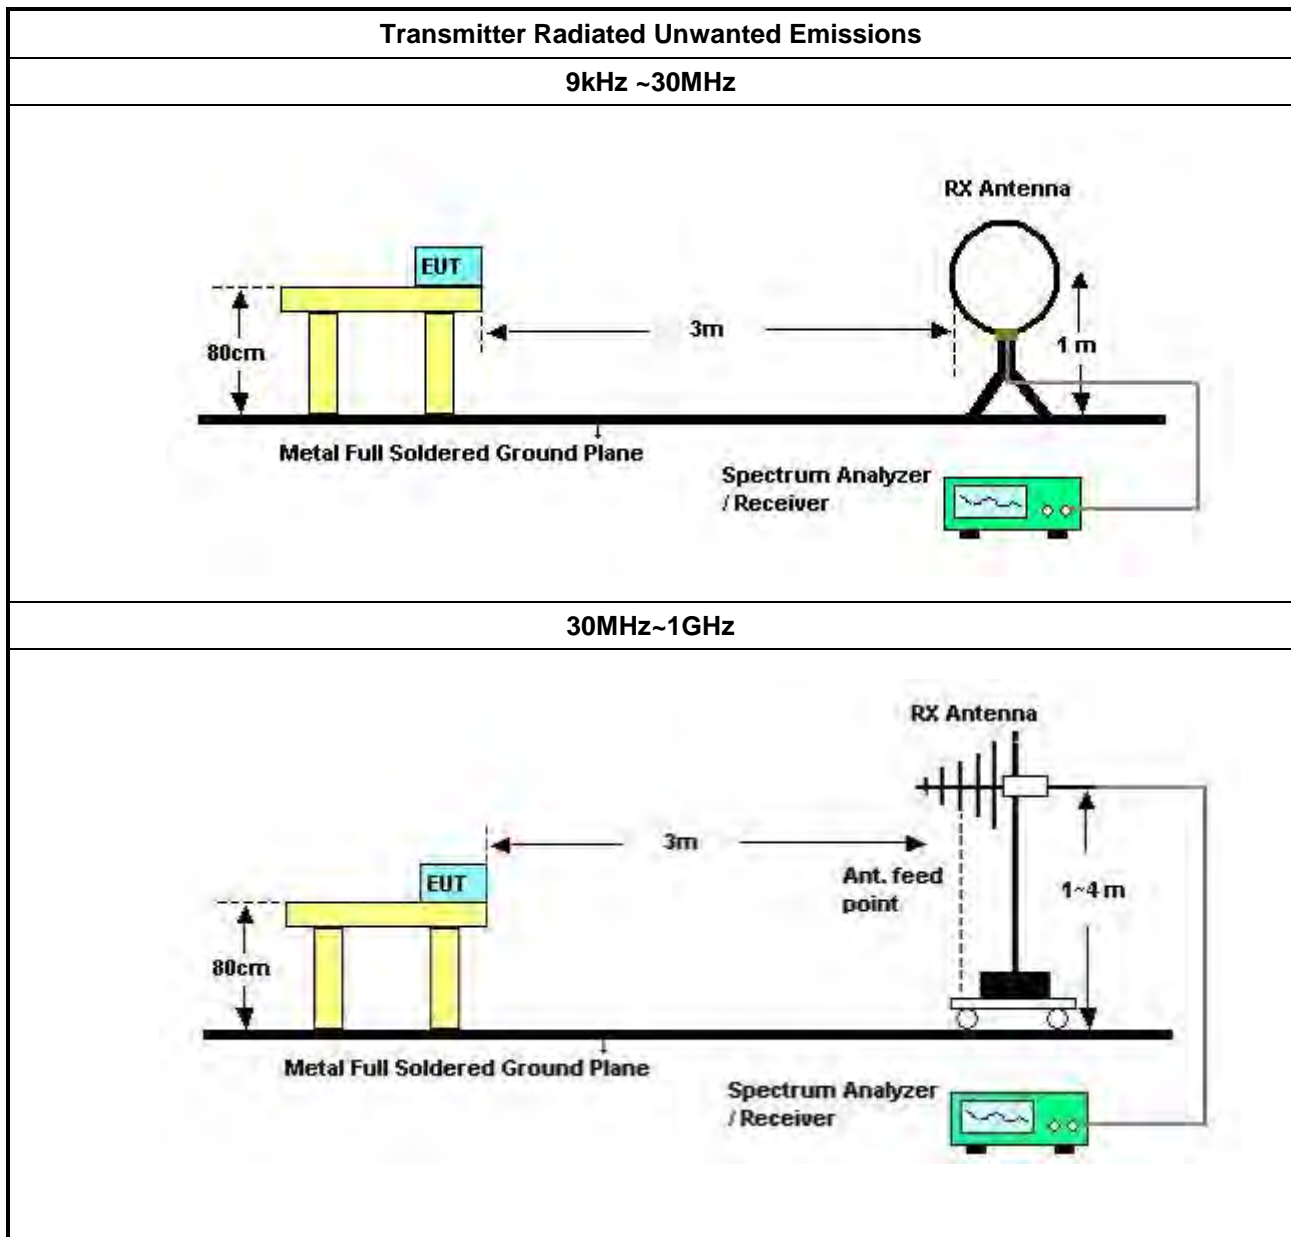 Transmitter Radiated Unwanted Emissions
9kHz ~30MHz
RX Antenna
EUT
3m
80cm
1 m
Metal Full Soldered Ground Plane
Spectrum Analyzer
/ Receiver
30MHz~1GHz
RX Antenna
3m
EUT
Ant. feed
point
1~4 m
80cm
Metal Full Soldered Ground Plane
Spectrum Analyzer
/ Receiver